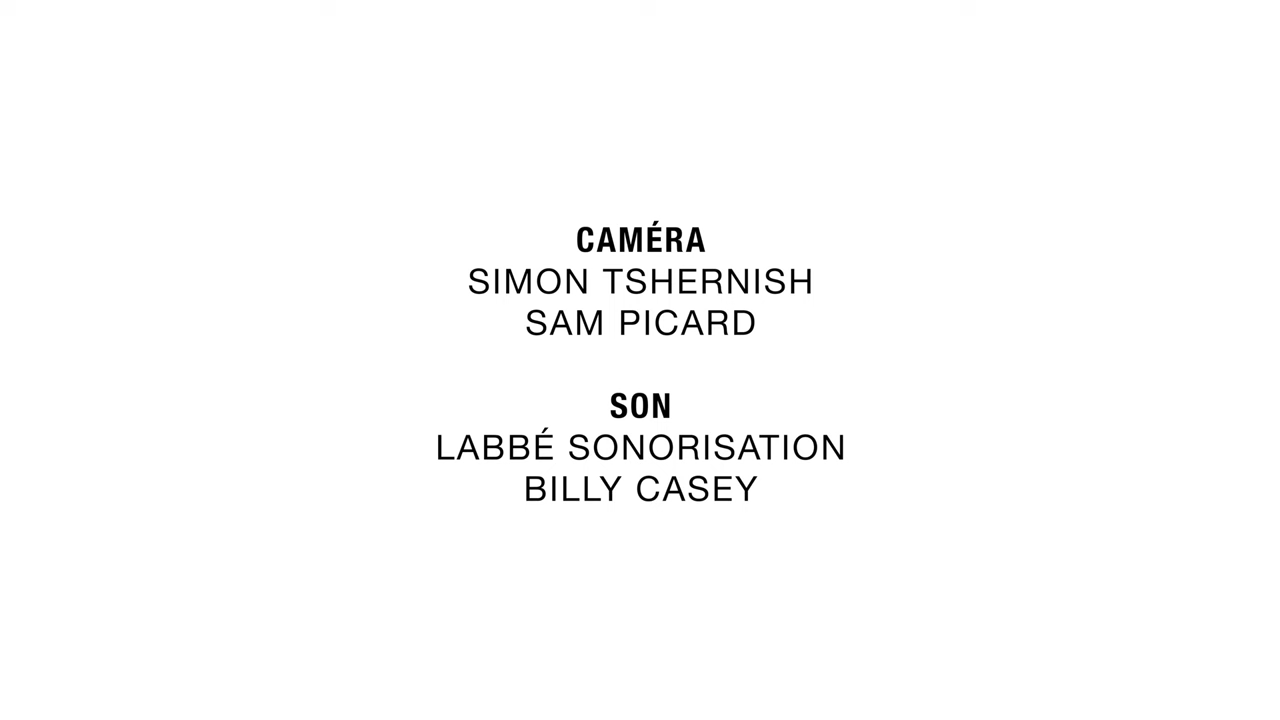 CAMÉRA
SIMON TSHERNISH
SAM PICARD
SON
LABBÉ SONORISATION
BILLY CASEY